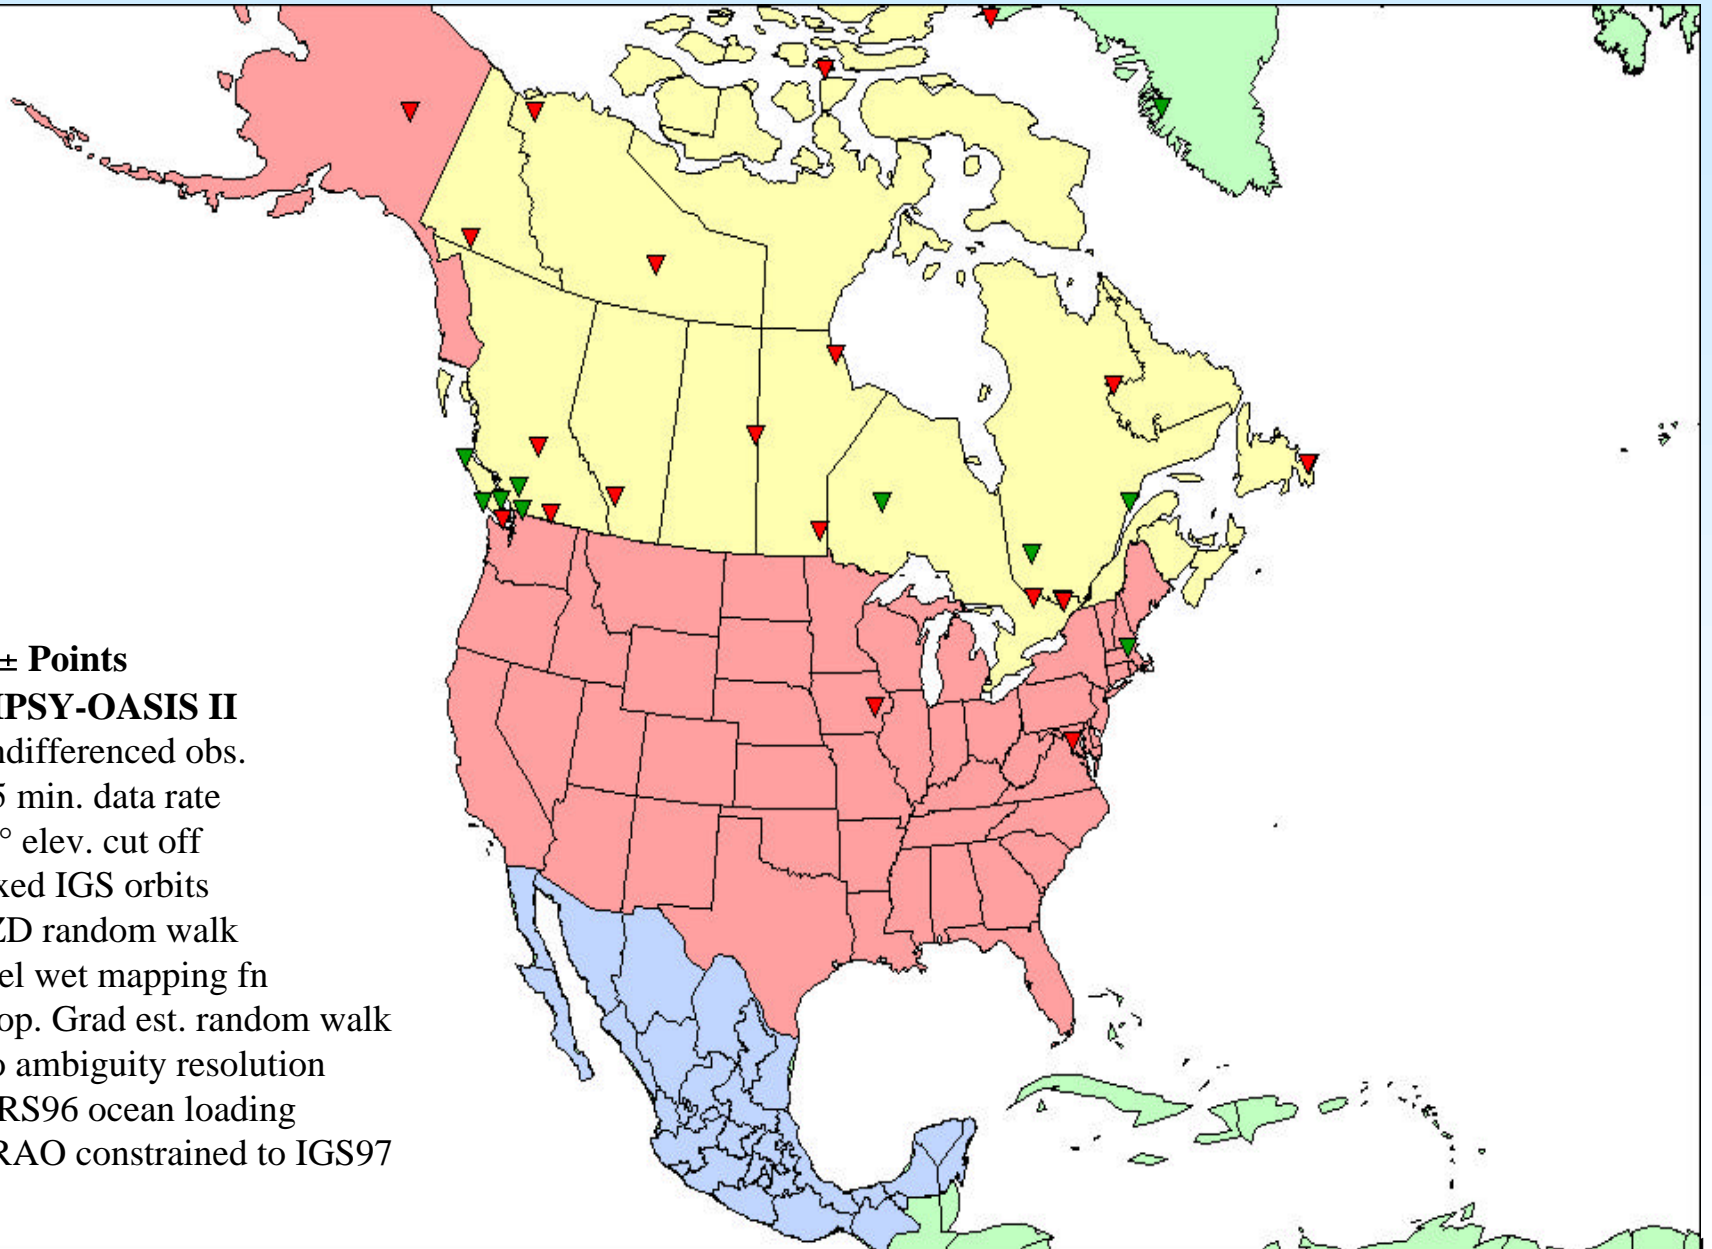 ± Points
IPSY-OASIS II
ndifferenced obs.
5 min. data rate
° elev. cut off
xed IGS orbits
ZD random walk
el wet mapping fn
op. Grad est. random walk
o ambiguity resolution
RS96 ocean loading
RAO constrained to IGS97